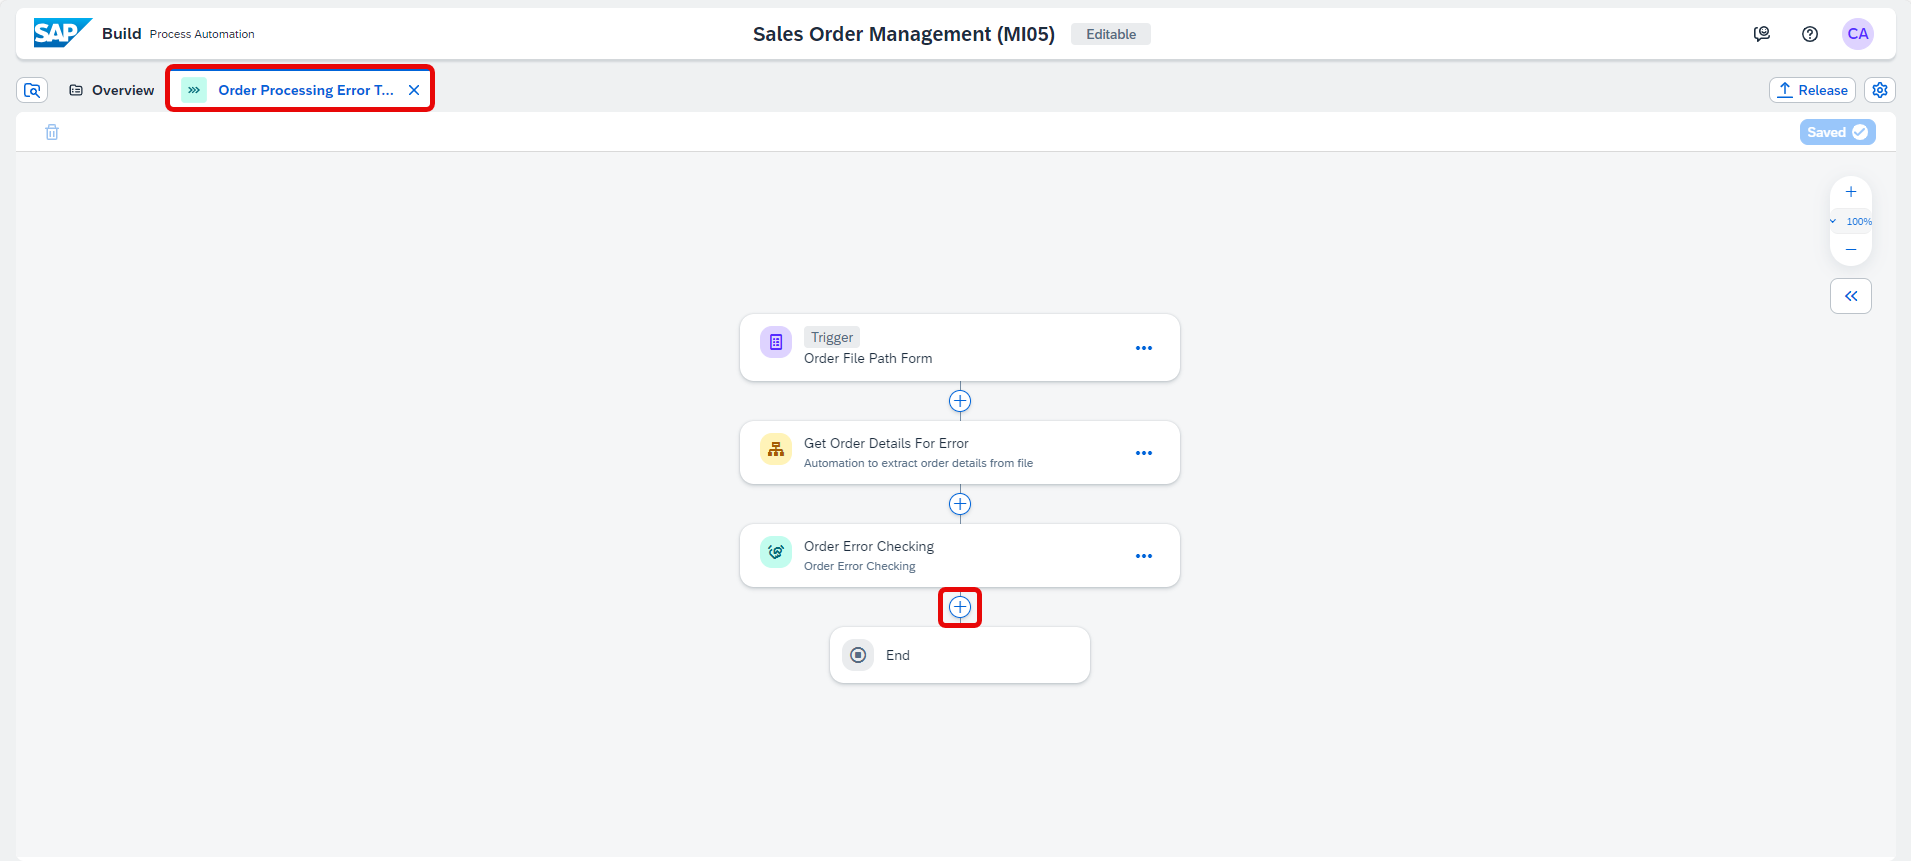 SAP Build Process Automation
Sales Order Management (MI05) Editable
CA
Overview
Order Processing Error T...
Release
Saved
100%
Trigger
Order File Path Form
Get Order Details For Error
Automation to extract order details from file
Order Error Checking
Order Error Checking
End